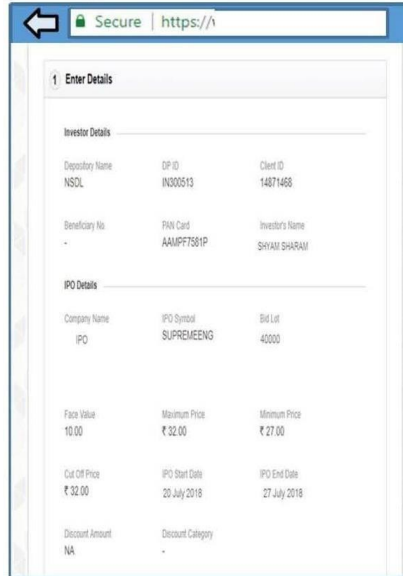 Secure | https://
1 Enter Details
Investor Details
Depository Name DP ID Client ID
NSDL IN300513 14871468
Beneficiary No. PAN Card Investor's Name
- AAMPF7581P SHYAM SHARAM
IPO Details
Company Name IPO Symbol Bid Lot
IPO SUPREMEENG 40000
Face Value Maximum Price Minimum Price
10.00 ₹ 32.00 ₹ 27.00
Cut Off Price IPO Start Date IPO End Date
₹ 32.00 20 July 2018 27 July 2018
Discount Amount Discount Category
NA -